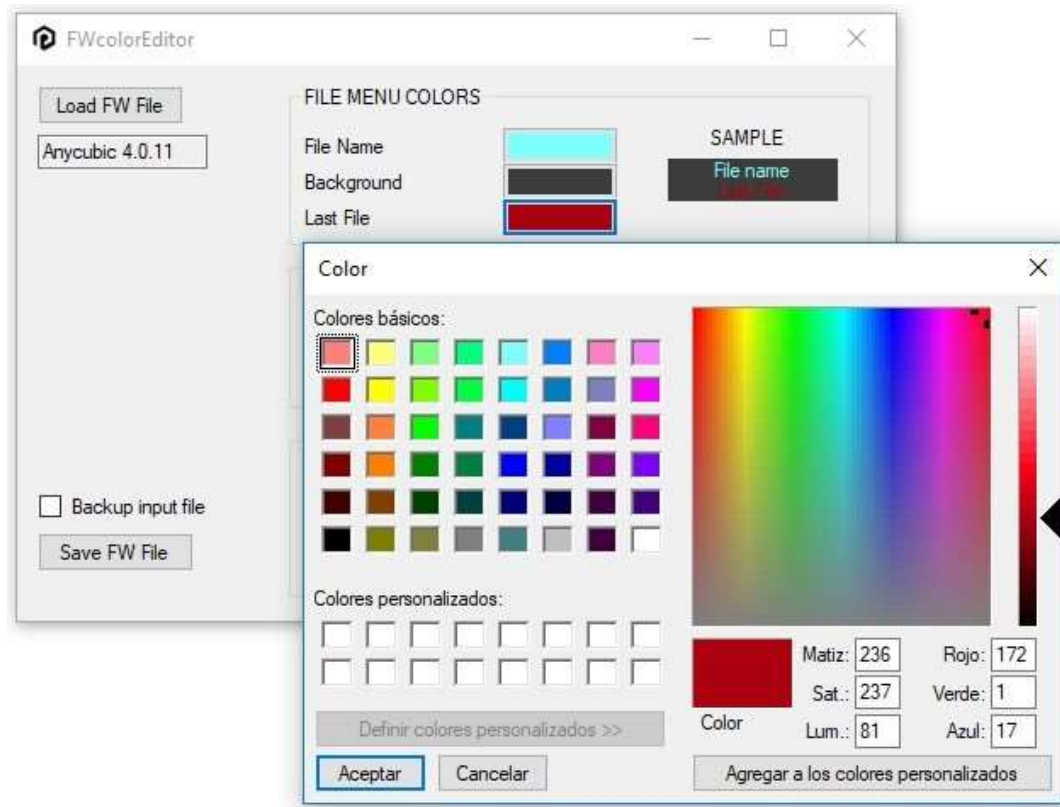 FWcolorEditor
Load FW File
Anycubic 4.0.11
FILE MENU COLORS
File Name
Background
Last File
SAMPLE
File name
Last File
Backup input file
Save FW File
Color
Colores básicos:
Colores personalizados:
Definir colores personalizados >>
Aceptar
Cancelar
Color
Matiz: 236
Sat.: 237
Lum.: 81
Rojo: 172
Verde: 1
Azul: 17
Agregar a los colores personalizados